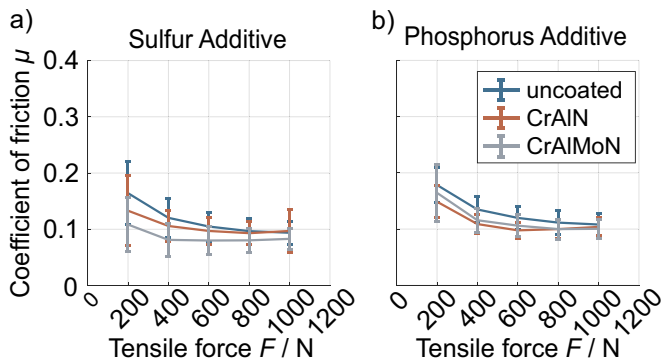 a)
Sulfur Additive
b)
Phosphorus Additive
Coefficient of friction μ
0.4
0.3
0.2
0.1
0
0
200
400
600
800
1000
1200
Tensile force F / N
uncoated
CrAlN
CrAlMoN
0
200
400
600
800
1000
1200
Tensile force F / N